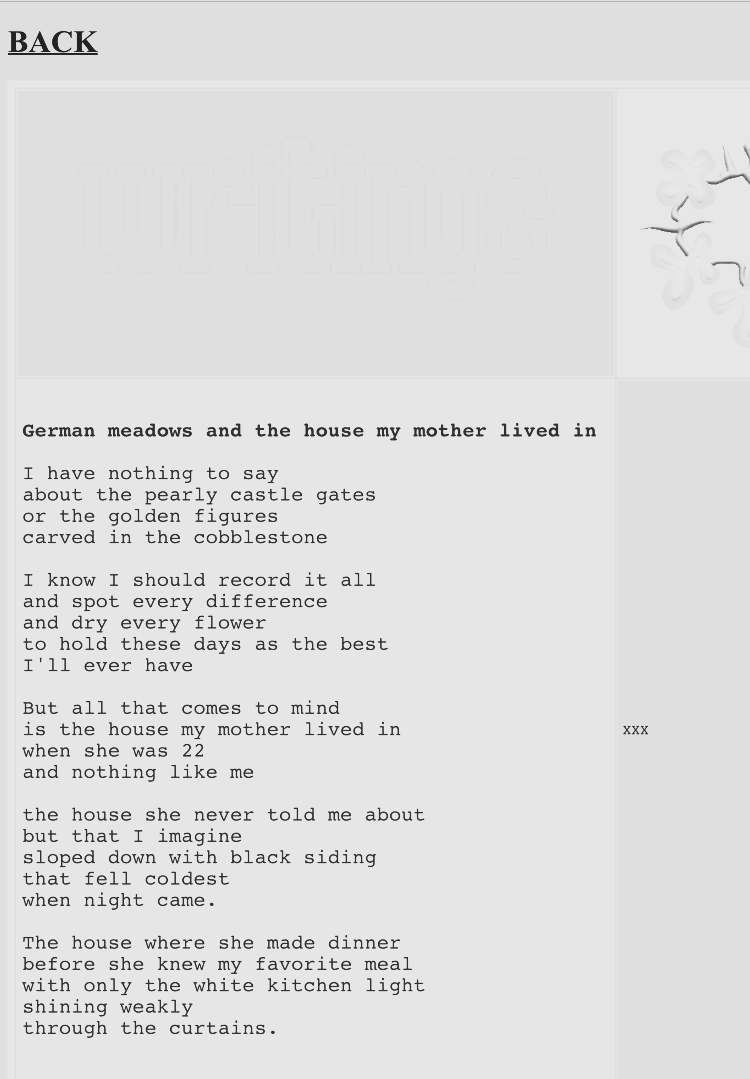 BACK
writings
German meadows and the house my mother lived in
I have nothing to say
about the pearly castle gates
or the golden figures
carved in the cobblestone
I know I should record it all
and spot every difference
and dry every flower
to hold these days as the best
I'll ever have
But all that comes to mind
is the house my mother lived in
when she was 22
and nothing like me
xxx
the house she never told me about
but that I imagine
sloped down with black siding
that fell coldest
when night came.
The house where she made dinner
before she knew my favorite meal
with only the white kitchen light
shining weakly
through the curtains.